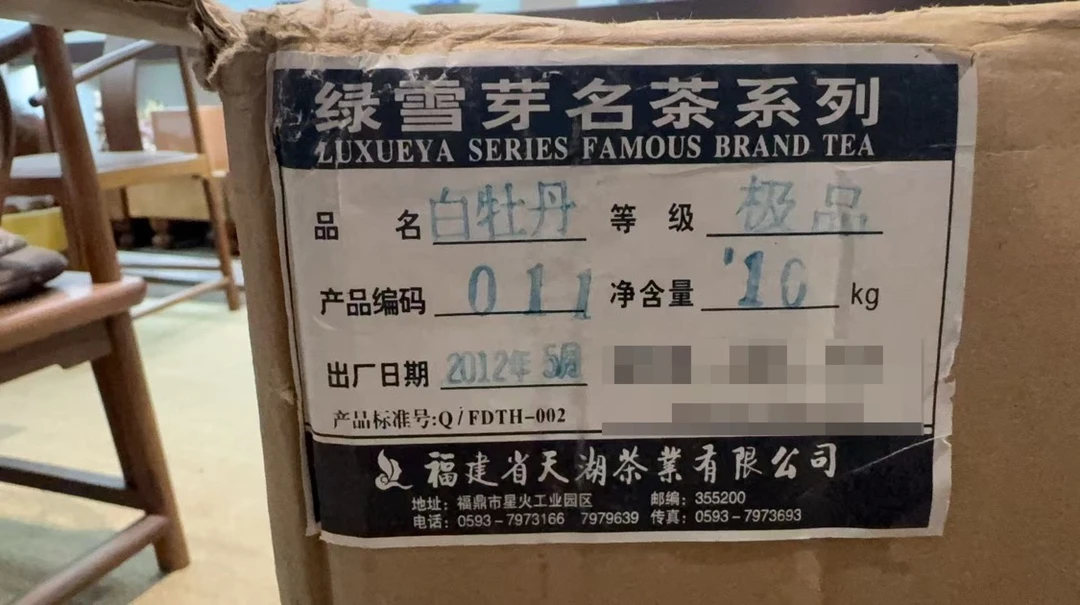 绿雪芽名茶系列
LUXUEYA SERIES FAMOUS BRAND TEA
品 名 白牡丹 等 级 极品
产品编码 011 净含量 10 kg
出厂日期 2012年5月
产品标准号:Q/FDTH-002
福建省天湖茶業有限公司
地址:福鼎市星火工业园区 邮编:355200
电话:0593-7973166 7979639 传真:0593-7973693